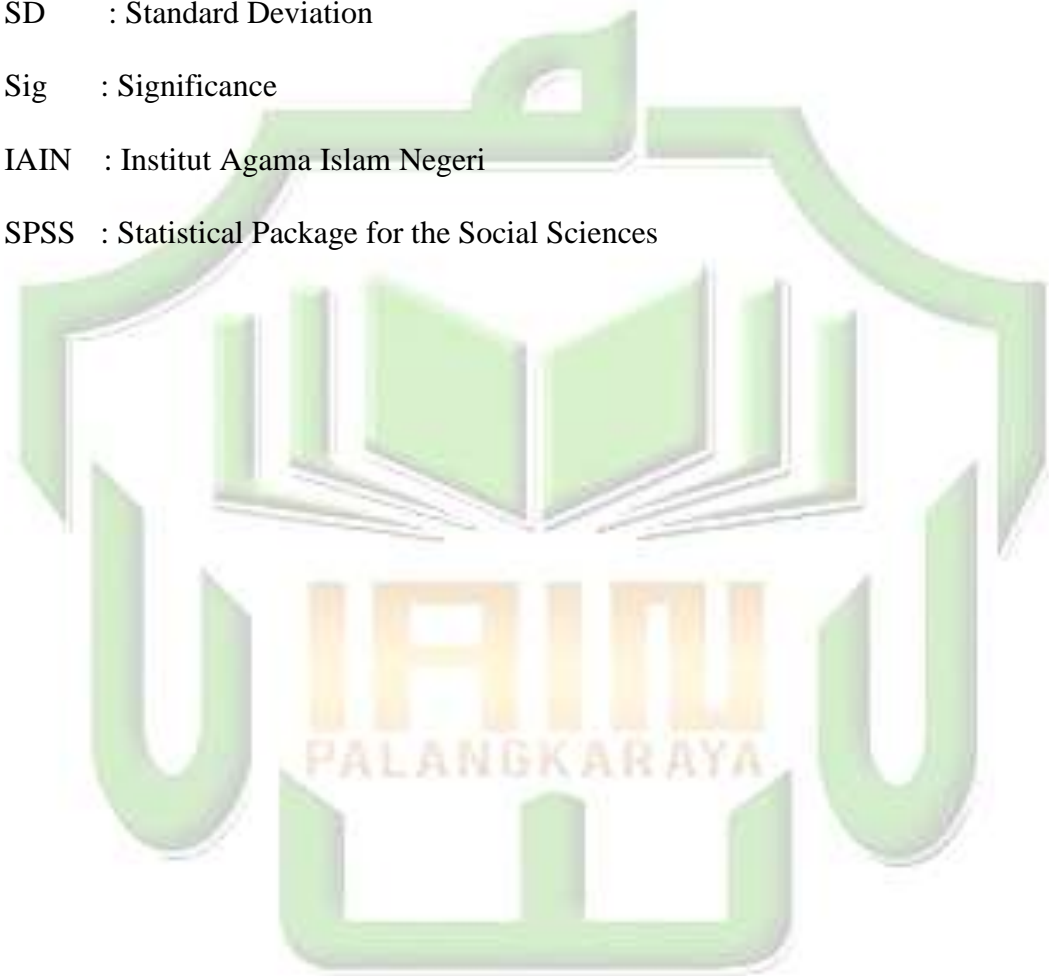 SD : Standard Deviation
Sig : Significance
IAIN : Institut Agama Islam Negeri
SPSS : Statistical Package for the Social Sciences
IAIN
PALANGKARAYA